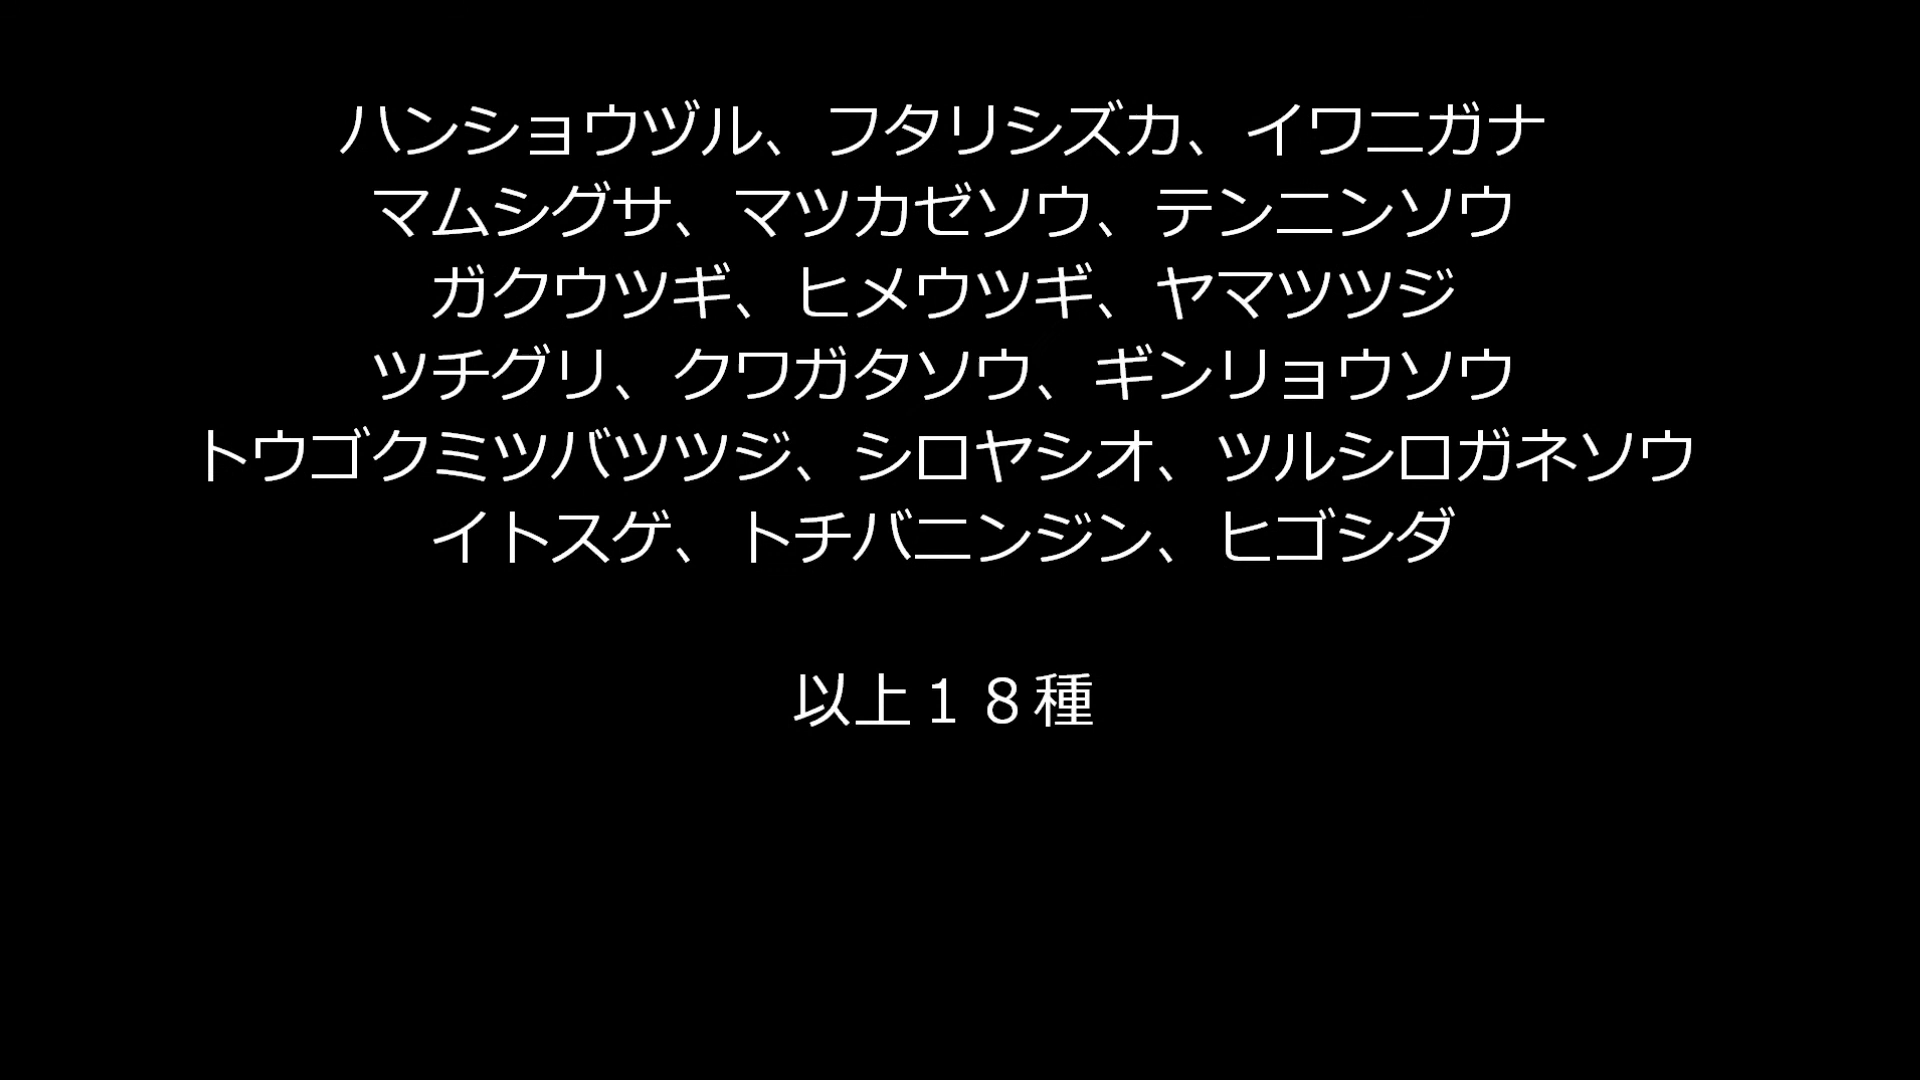 ハンショウヅル、フタリシズカ、イワニガナ
マムシグサ、マツカゼソウ、テンニンソウ
ガクウツギ、ヒメウツギ、ヤマツツジ
ツチグリ、クワガタソウ、ギンリョウソウ
トウゴクミツバツツジ、シロヤシオ、ツルシロガネソウ
イトスゲ、トチバニンジン、ヒゴシダ
以上１８種